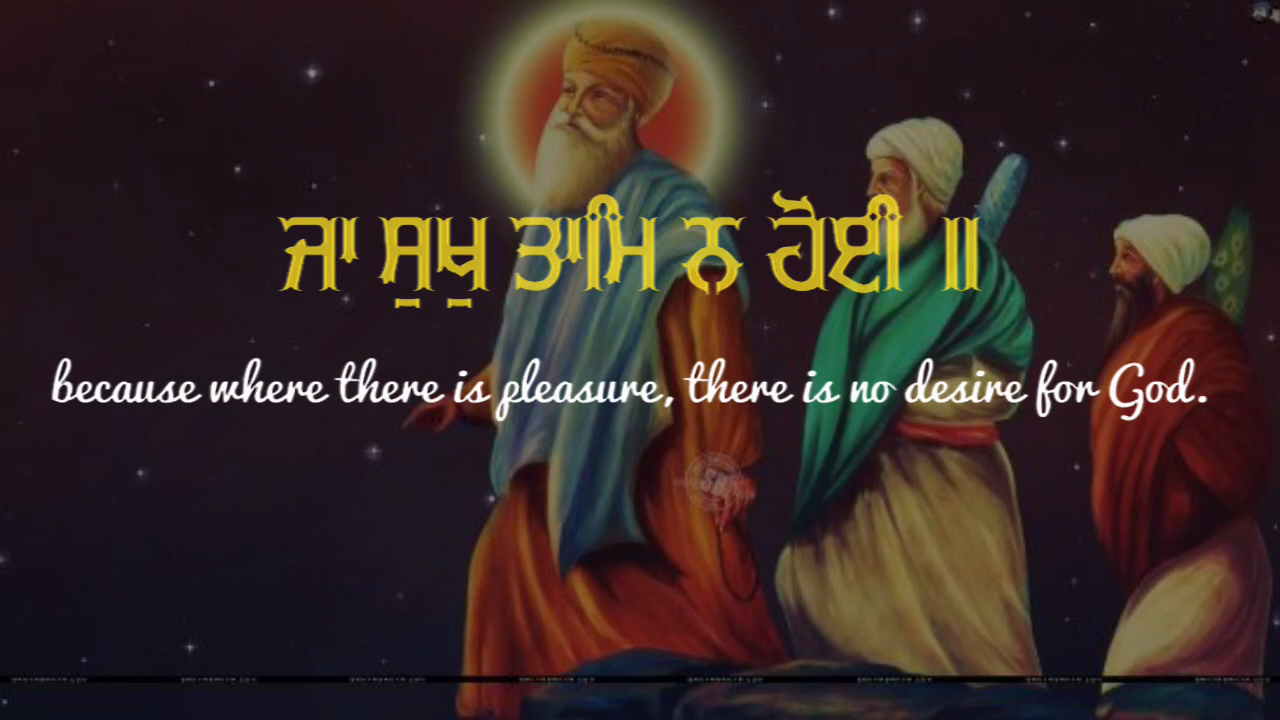 ਜਾ ਸੁਖੁ ਤਾਮਿ ਨ ਹੋਈ ॥
because where there is pleasure, there is no desire for God.